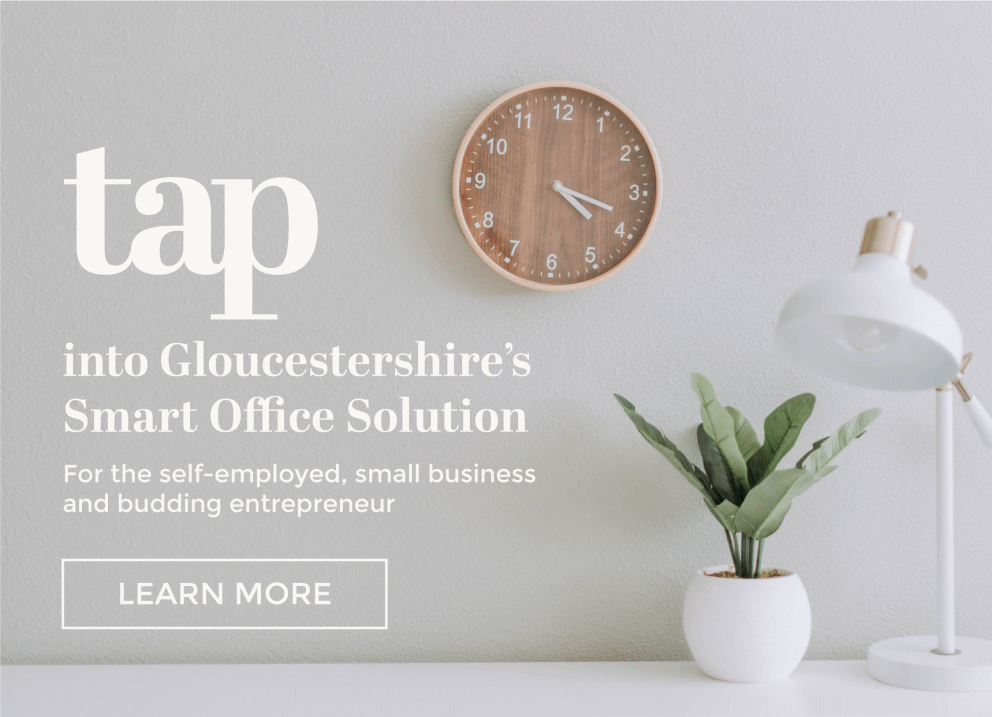 tap
into Gloucestershire's
Smart Office Solution
For the self-employed, small business
and budding entrepreneur
LEARN MORE
12
11
1
10
2
9
3
8
4
7
5
6